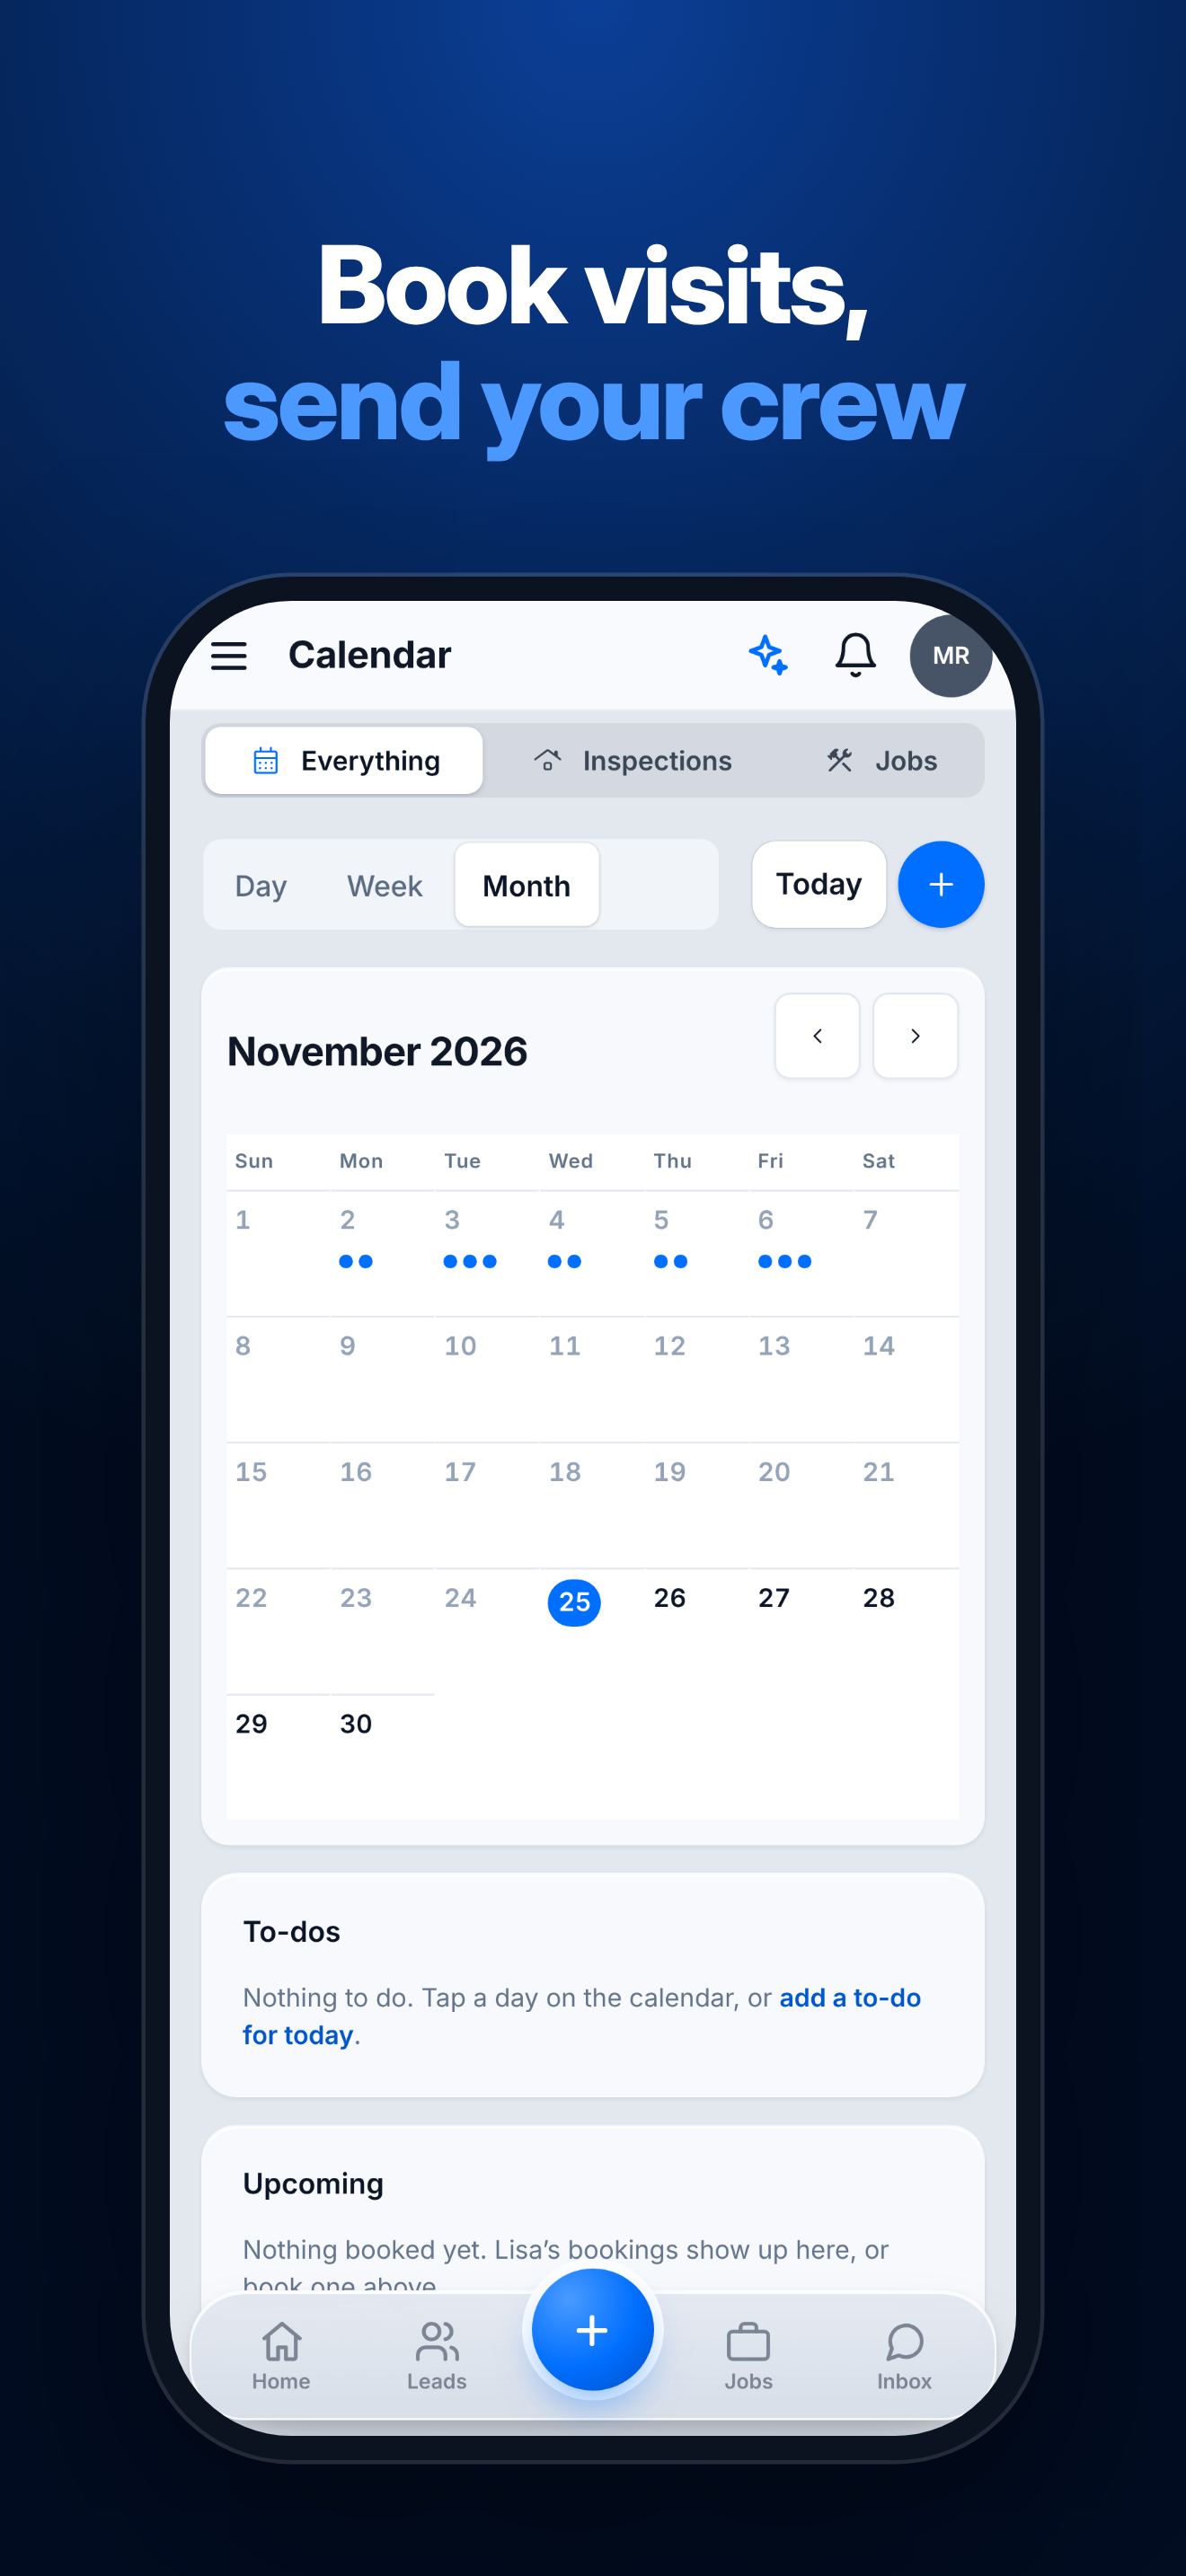 Book visits,
send your crew
Calendar
MR
Everything
Inspections
Jobs
Day
Week
Month
Today
November 2026
Sun Mon Tue Wed Thu Fri Sat
1 2 3 4 5 6 7
8 9 10 11 12 13 14
15 16 17 18 19 20 21
22 23 24 25 26 27 28
29 30
To-dos
Nothing to do. Tap a day on the calendar, or add a to-do
for today.
Upcoming
Nothing booked yet. Lisa’s bookings show up here, or
book one above
Home
Leads
Jobs
Inbox